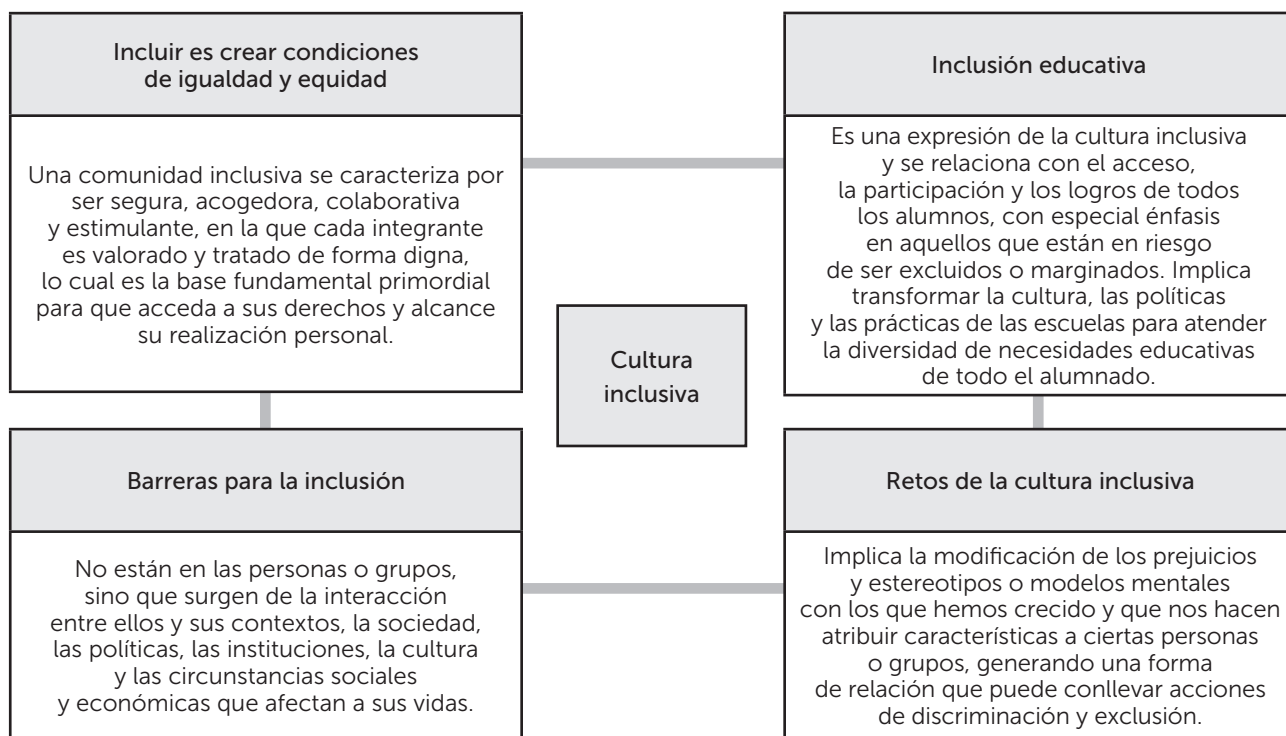 Incluir es crear condiciones
de igualdad y equidad
Una comunidad inclusiva se caracteriza por
ser segura, acogedora, colaborativa
y estimulante, en la que cada integrante
es valorado y tratado de forma digna,
lo cual es la base fundamental primordial
para que acceda a sus derechos y alcance
su realización personal.
Inclusión educativa
Es una expresión de la cultura inclusiva
y se relaciona con el acceso,
la participación y los logros de todos
los alumnos, con especial énfasis
en aquellos que están en riesgo
de ser excluidos o marginados. Implica
transformar la cultura, las políticas
y las prácticas de las escuelas para atender
la diversidad de necesidades educativas
de todo el alumnado.
Cultura
inclusiva
Barreras para la inclusión
No están en las personas o grupos,
sino que surgen de la interacción
entre ellos y sus contextos, la sociedad,
las políticas, las instituciones, la cultura
y las circunstancias sociales
y económicas que afectan a sus vidas.
Retos de la cultura inclusiva
Implica la modificación de los prejuicios
y estereotipos o modelos mentales
con los que hemos crecido y que nos hacen
atribuir características a ciertas personas
o grupos, generando una forma
de relación que puede conllevar acciones
de discriminación y exclusión.